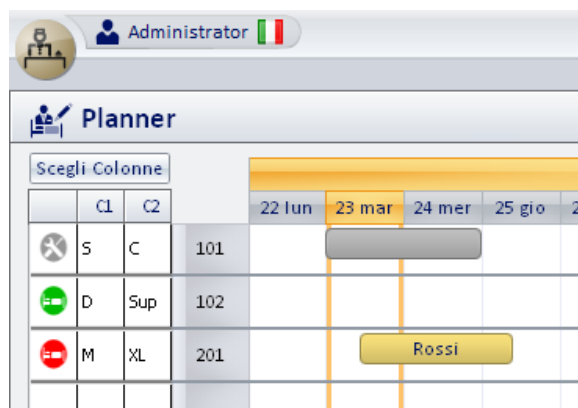 Administrator
Planner
Scegli Colonne
C1 C2 22 lun 23 mar 24 mer 25 gio 2
S C 101
D Sup 102
M XL 201 Rossi